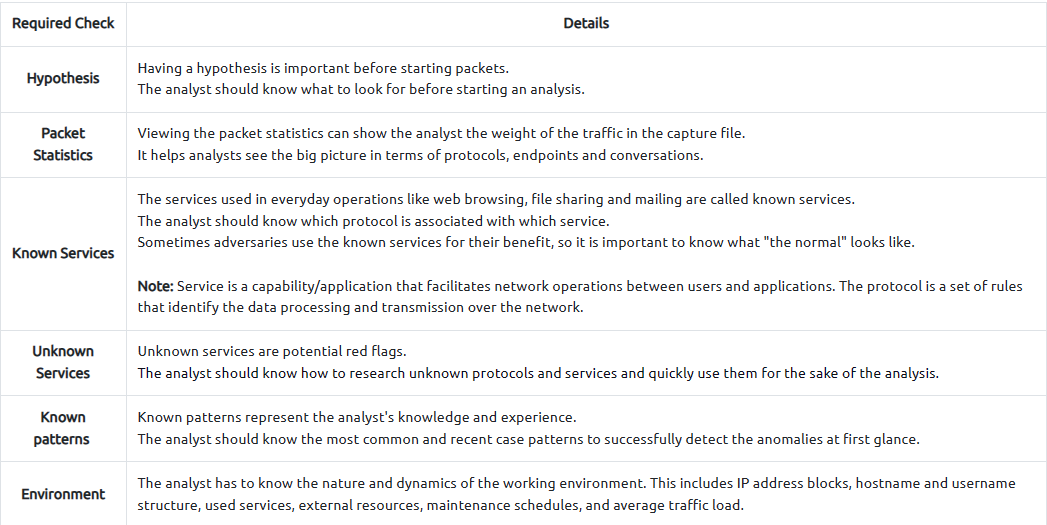 Required Check
Details
Hypothesis
Having a hypothesis is important before starting packets.
The analyst should know what to look for before starting an analysis.
Packet
Statistics
Viewing the packet statistics can show the analyst the weight of the traffic in the capture file.
It helps analysts see the big picture in terms of protocols, endpoints and conversations.
Known Services
The services used in everyday operations like web browsing, file sharing and mailing are called known services.
The analyst should know which protocol is associated with which service.
Sometimes adversaries use the known services for their benefit, so it is important to know what "the normal" looks like.
Note: Service is a capability/application that facilitates network operations between users and applications. The protocol is a set of rules
that identify the data processing and transmission over the network.
Unknown
Services
Unknown services are potential red flags.
The analyst should know how to research unknown protocols and services and quickly use them for the sake of the analysis.
Known
patterns
Known patterns represent the analyst's knowledge and experience.
The analyst should know the most common and recent case patterns to successfully detect the anomalies at first glance.
Environment
The analyst has to know the nature and dynamics of the working environment. This includes IP address blocks, hostname and username
structure, used services, external resources, maintenance schedules, and average traffic load.